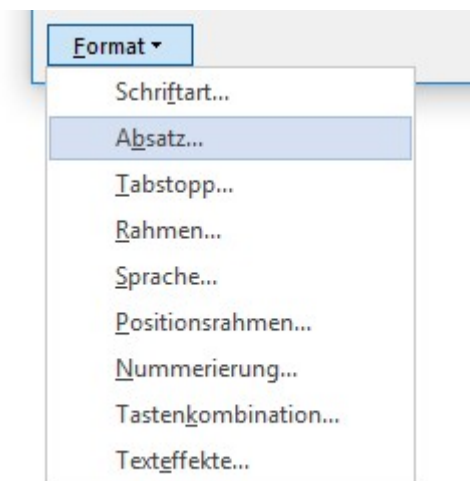 Format
Schriftart...
Absatz...
Tabstopp...
Rahmen...
Sprache...
Positionsrahmen...
Nummerierung...
Tastenkombination...
Texteffekte...